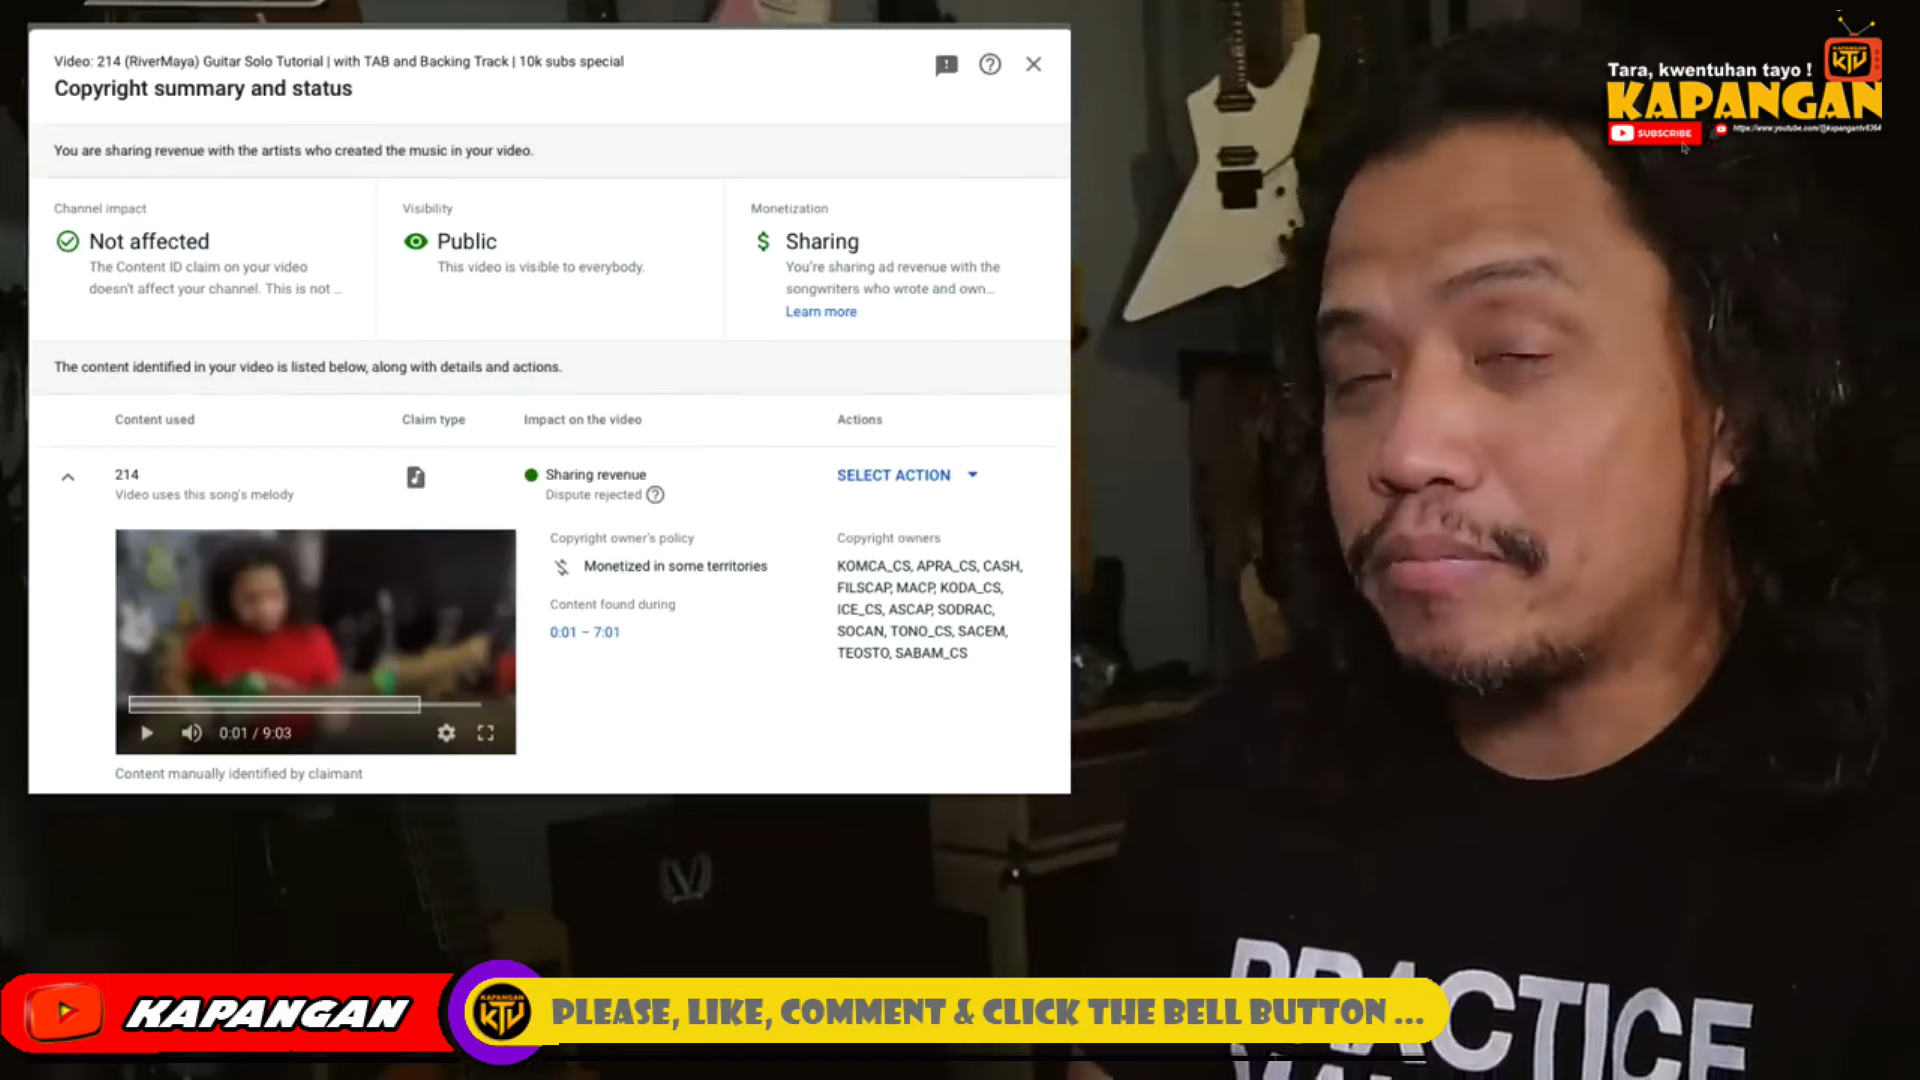 Video: 214 (RiverMaya) Guitar Solo Tutorial | with TAB and Backing Track | 10k subs special
Copyright summary and status
You are sharing revenue with the artists who created the music in your video.
Channel impact
Not affected
The Content ID claim on your video
doesn't affect your channel. This is not ...
Visibility
Public
This video is visible to everybody.
Monetization
Sharing
You're sharing ad revenue with the
songwriters who wrote and own...
Learn more
The content identified in your video is listed below, along with details and actions.
Content used
Claim type
Impact on the video
Actions
214
Video uses this song's melody
Sharing revenue
Dispute rejected
SELECT ACTION
0:01 / 9:03
Content manually identified by claimant
Copyright owner's policy
Monetized in some territories
Content found during
0:01 – 7:01
Copyright owners
KOMCA_CS, APRA_CS, CASH,
FILSCAP, MACP, KODA_CS,
ICE_CS, ASCAP, SODRAC,
SOCAN, TONO_CS, SACEM,
TEOSTO, SABAM_CS
Tara, kwentuhan tayo !
KAPANGAN
KTV
SUBSCRIBE
https://www.youtube.com/@kapangantv8364
PRACTICE
KAPANGAN
KAPANGAN
KTV
PLEASE, LIKE, COMMENT & CLICK THE BELL BUTTON ...